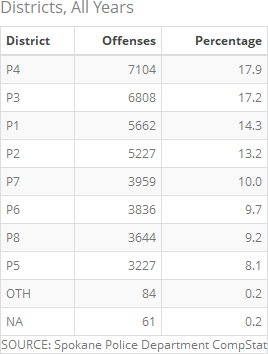 Districts, All Years
District Offenses Percentage
P4 7104 17.9
P3 6808 17.2
P1 5662 14.3
P2 5227 13.2
P7 3959 10.0
P6 3836 9.7
P8 3644 9.2
P5 3227 8.1
OTH 84 0.2
NA 61 0.2
SOURCE: Spokane Police Department CompStat